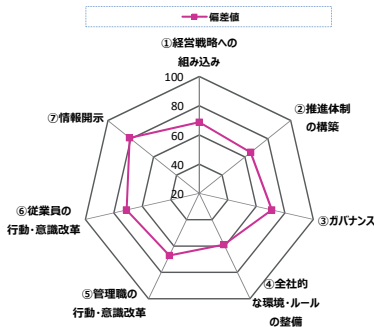 偏差値
①経営戦略への
組み込み
②推進体制
の構築
③ガバナンス
④全社的
な環境・ルール
の整備
⑤管理職の
行動・意識改革
⑥従業員の
行動・意識改革
⑦情報開示
100
80
60
40
20